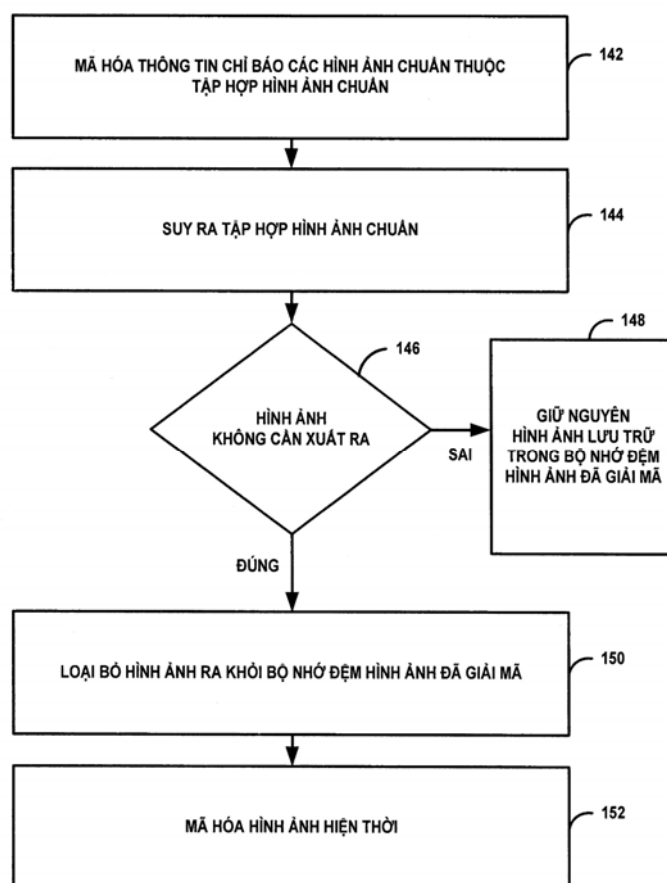 MÃ HÓA THÔNG TIN CHỈ BÁO CÁC HÌNH ẢNH CHUẨN THUỘC
TẬP HỢP HÌNH ẢNH CHUẨN
142
SUY RA TẬP HỢP HÌNH ẢNH CHUẨN
144
146
HÌNH ẢNH
KHÔNG CẦN XUẤT RA
SAI
148
GIỮ NGUYÊN
HÌNH ẢNH LƯU TRỮ
TRONG BỘ NHỚ ĐỆM
HÌNH ẢNH ĐÃ GIẢI MÃ
ĐÚNG
LOẠI BỎ HÌNH ẢNH RA KHỎI BỘ NHỚ ĐỆM HÌNH ẢNH ĐÃ GIẢI MÃ
150
MÃ HÓA HÌNH ẢNH HIỆN THỜI
152